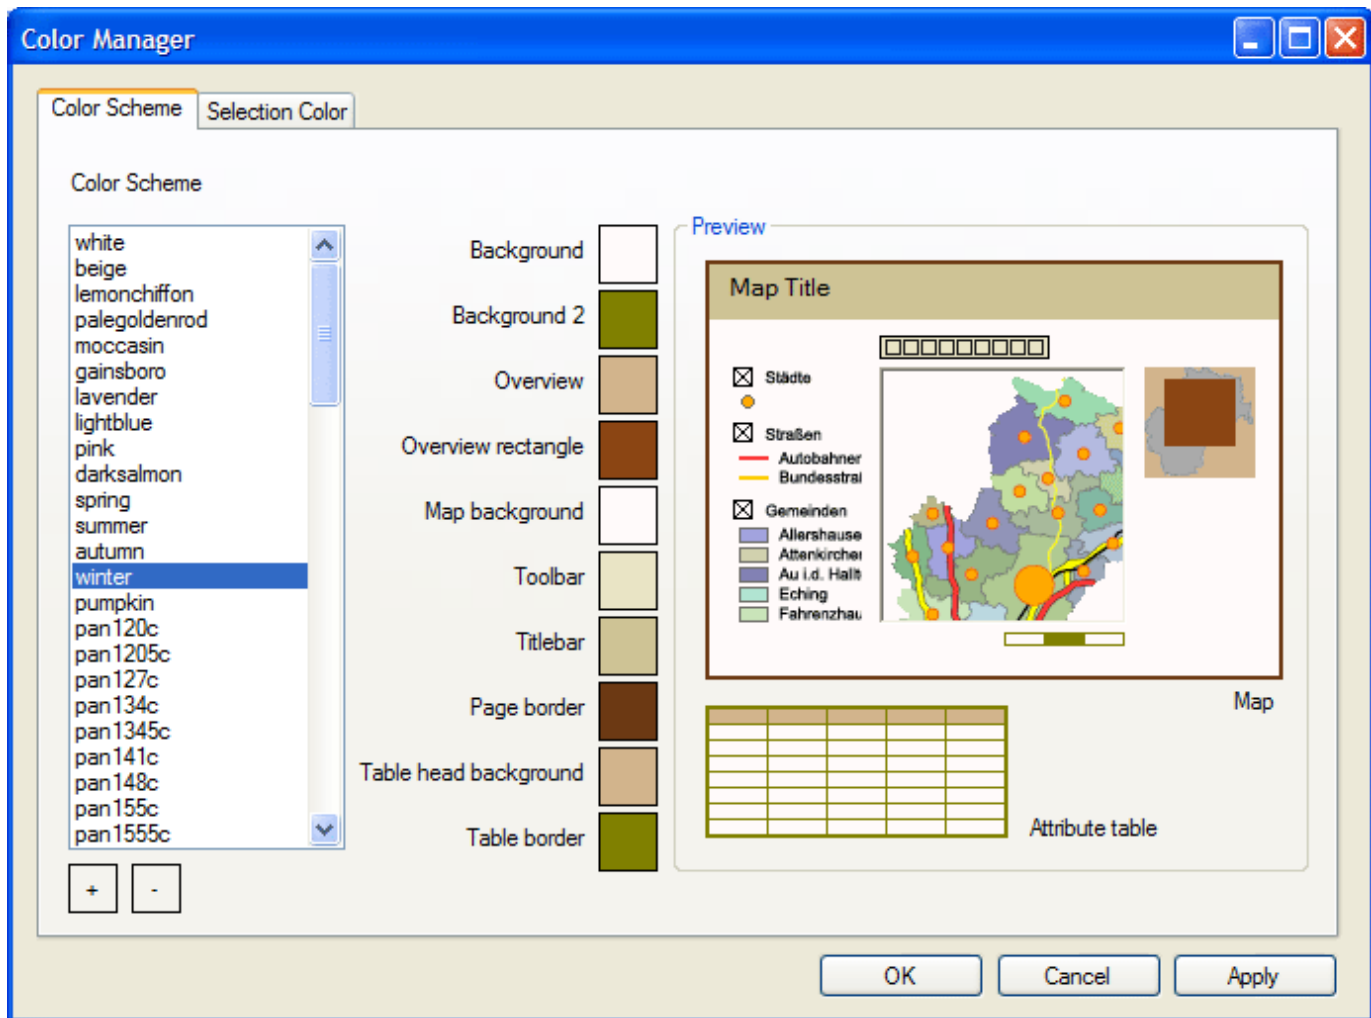 Color Manager
Color Scheme
Selection Color
Color Scheme
white
beige
lemonchiffon
palegoldenrod
moccasin
gainsboro
lavender
lightblue
pink
darksalmon
spring
summer
autumn
winter
pumpkin
pan120c
pan1205c
pan127c
pan134c
pan1345c
pan141c
pan148c
pan155c
pan1555c
+ -
Background
Background 2
Overview
Overview rectangle
Map background
Toolbar
Titlebar
Page border
Table head background
Table border
Preview
Map Title
Städte
Straßen
Autobahner
Bundesstral
Gemeinden
Allershause
Attenkircher
Au i.d. Hallt
Eching
Fahrenzhau
Map
Attribute table
OK Cancel Apply